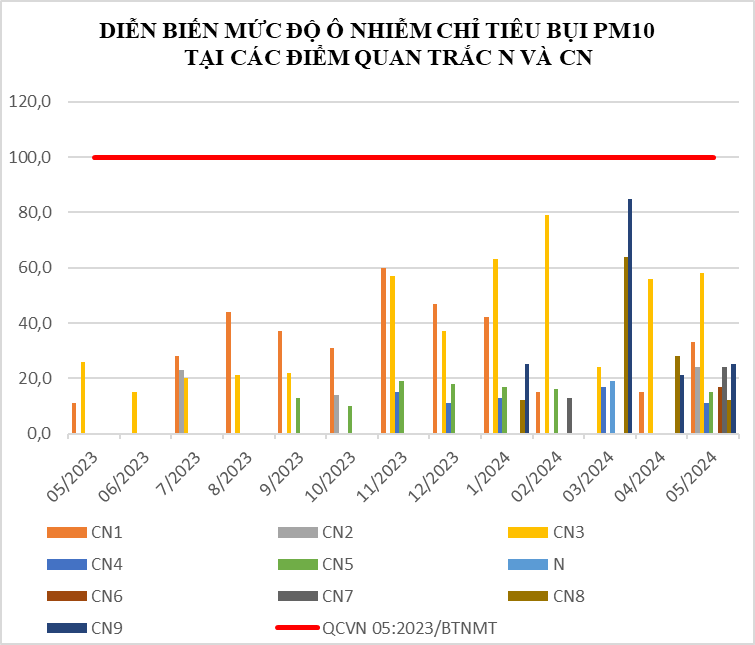 DIỄN BIẾN MỨC ĐỘ Ô NHIỄM CHỈ TIÊU BỤI PM10
TẠI CÁC ĐIỂM QUAN TRẮC N VÀ CN
120,0
100,0
80,0
60,0
40,0
20,0
0,0
05/2023
06/2023
7/2023
8/2023
9/2023
10/2023
11/2023
12/2023
1/2024
02/2024
03/2024
04/2024
05/2024
CN1
CN2
CN3
CN4
CN5
N
CN6
CN7
CN8
CN9
QCVN 05:2023/BTNMT